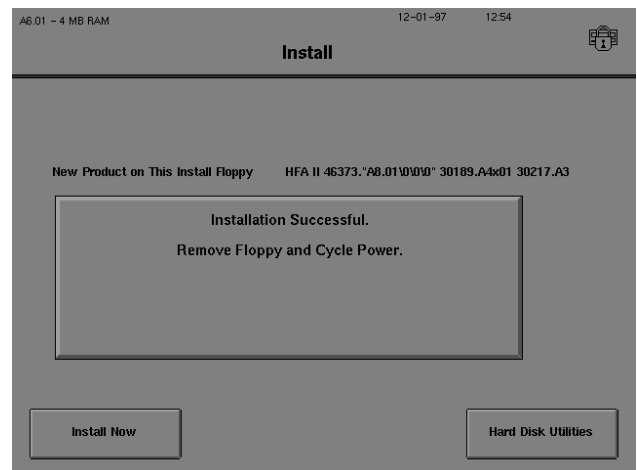 A6.01 - 4 MB RAM 12-01-97 12:54
Install
New Product on This Install Floppy HFA II 46373."A8.01\0\0\0" 30189.A4x01 30217.A3
Installation Successful.
Remove Floppy and Cycle Power.
Install Now Hard Disk Utilities